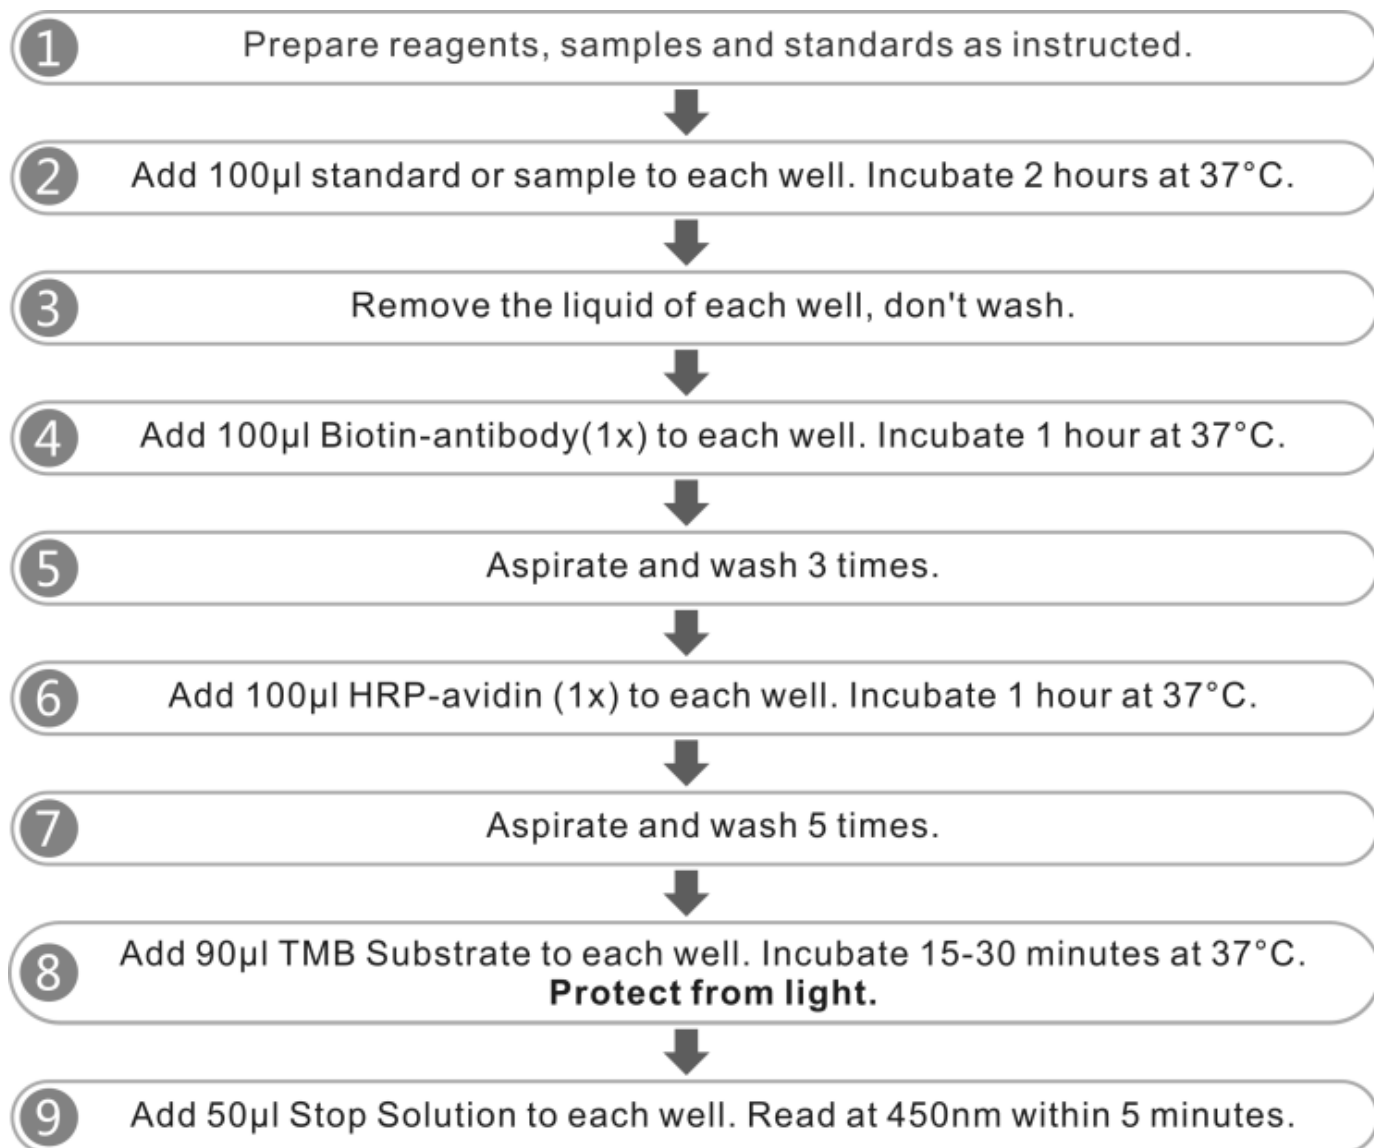 1 Prepare reagents, samples and standards as instructed.
2 Add 100µl standard or sample to each well. Incubate 2 hours at 37°C.
3 Remove the liquid of each well, don't wash.
4 Add 100µl Biotin-antibody(1x) to each well. Incubate 1 hour at 37°C.
5 Aspirate and wash 3 times.
6 Add 100µl HRP-avidin (1x) to each well. Incubate 1 hour at 37°C.
7 Aspirate and wash 5 times.
8 Add 90µl TMB Substrate to each well. Incubate 15-30 minutes at 37°C.
Protect from light.
9 Add 50µl Stop Solution to each well. Read at 450nm within 5 minutes.